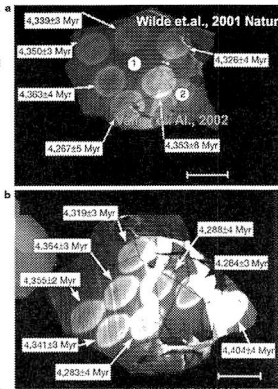 a
Wilde et.al., 2001 Natur
4,339±3 Myr
4,350±3 Myr
4,326±4 Myr
1
4,363±4 Myr
2
et Al., 2002
4,267±5 Myr
4,353±8 Myr
b
4,319±3 Myr
4,288±4 Myr
4,364±3 Myr
4,264±3 Myr
4,355±2 Myr
4,341±3 Myr
4,404±4 Myr
4,283±4 Myr